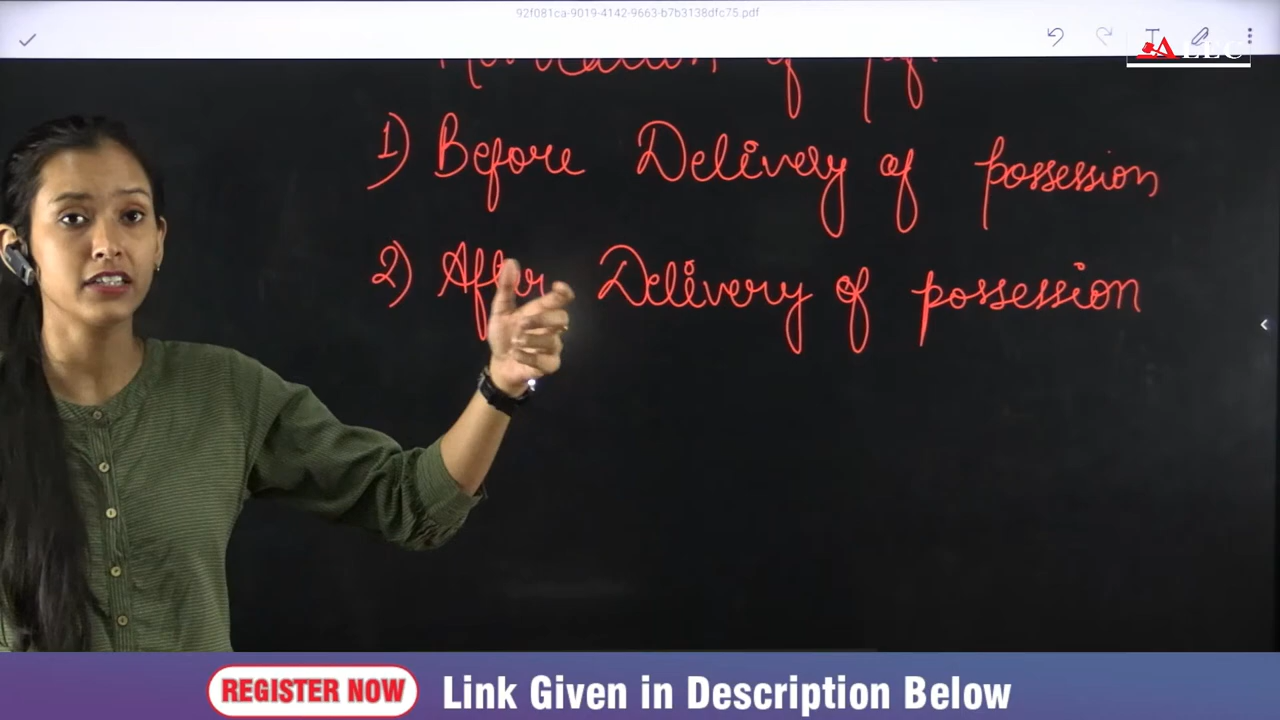 92f081ca-9019-4142-9663-b7b3138dfc75.pdf
of
1) Before Delivery of possession
2) After Delivery of possession
REGISTER NOW Link Given in Description Below